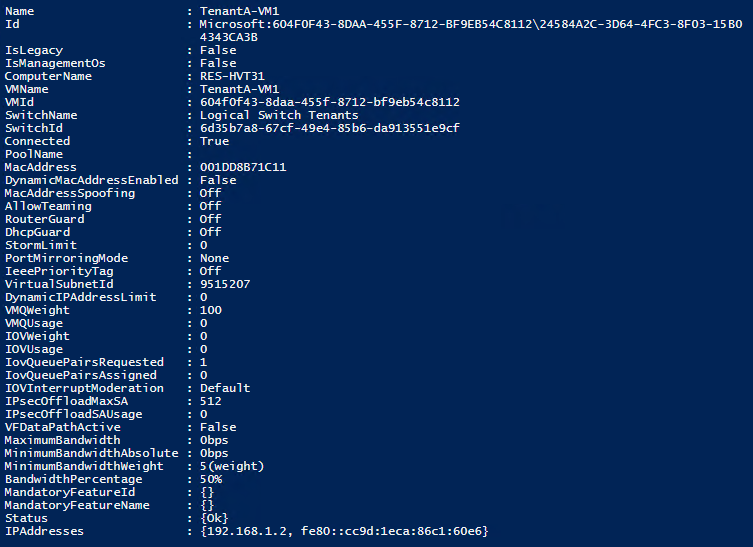 Name : TenantA-VM1
Id : Microsoft:604F0F43-8DAA-455F-8712-BF9EB54C8112\24584A2C-3D64-4FC3-8F03-15B0
4343CA3B
IsLegacy : False
IsManagementOs : False
ComputerName : RES-HVT31
VMName : TenantA-VM1
VMId : 604f0f43-8daa-455f-8712-bf9eb54c8112
SwitchName : Logical Switch Tenants
SwitchId : 6d35b7a8-67cf-49e4-85b6-da913551e9cf
Connected : True
PoolName :
MacAddress : 001DD8B71C11
DynamicMacAddressEnabled : False
MacAddressSpoofing : Off
AllowTeaming : Off
RouterGuard : Off
DhcpGuard : Off
StormLimit : 0
PortMirroringMode : None
IeeePriorityTag : Off
VirtualSubnetId : 9515207
DynamicIPAddressLimit : 0
VMQWeight : 100
VMQUsage : 0
IOVWeight : 0
IOVUsage : 0
IovQueuePairsRequested : 1
IovQueuePairsAssigned : 0
IOVInterruptModeration : Default
IPsecOffloadMaxSA : 512
IPsecOffloadSAUsage : 0
VFDataPathActive : False
MaximumBandwidth : 0bps
MinimumBandwidthAbsolute : 0bps
MinimumBandwidthWeight : 5(weight)
BandwidthPercentage : 50%
MandatoryFeatureId : {}
MandatoryFeatureName : {}
Status : {Ok}
IPAddresses : {192.168.1.2, fe80::cc9d:1eca:86c1:60e6}